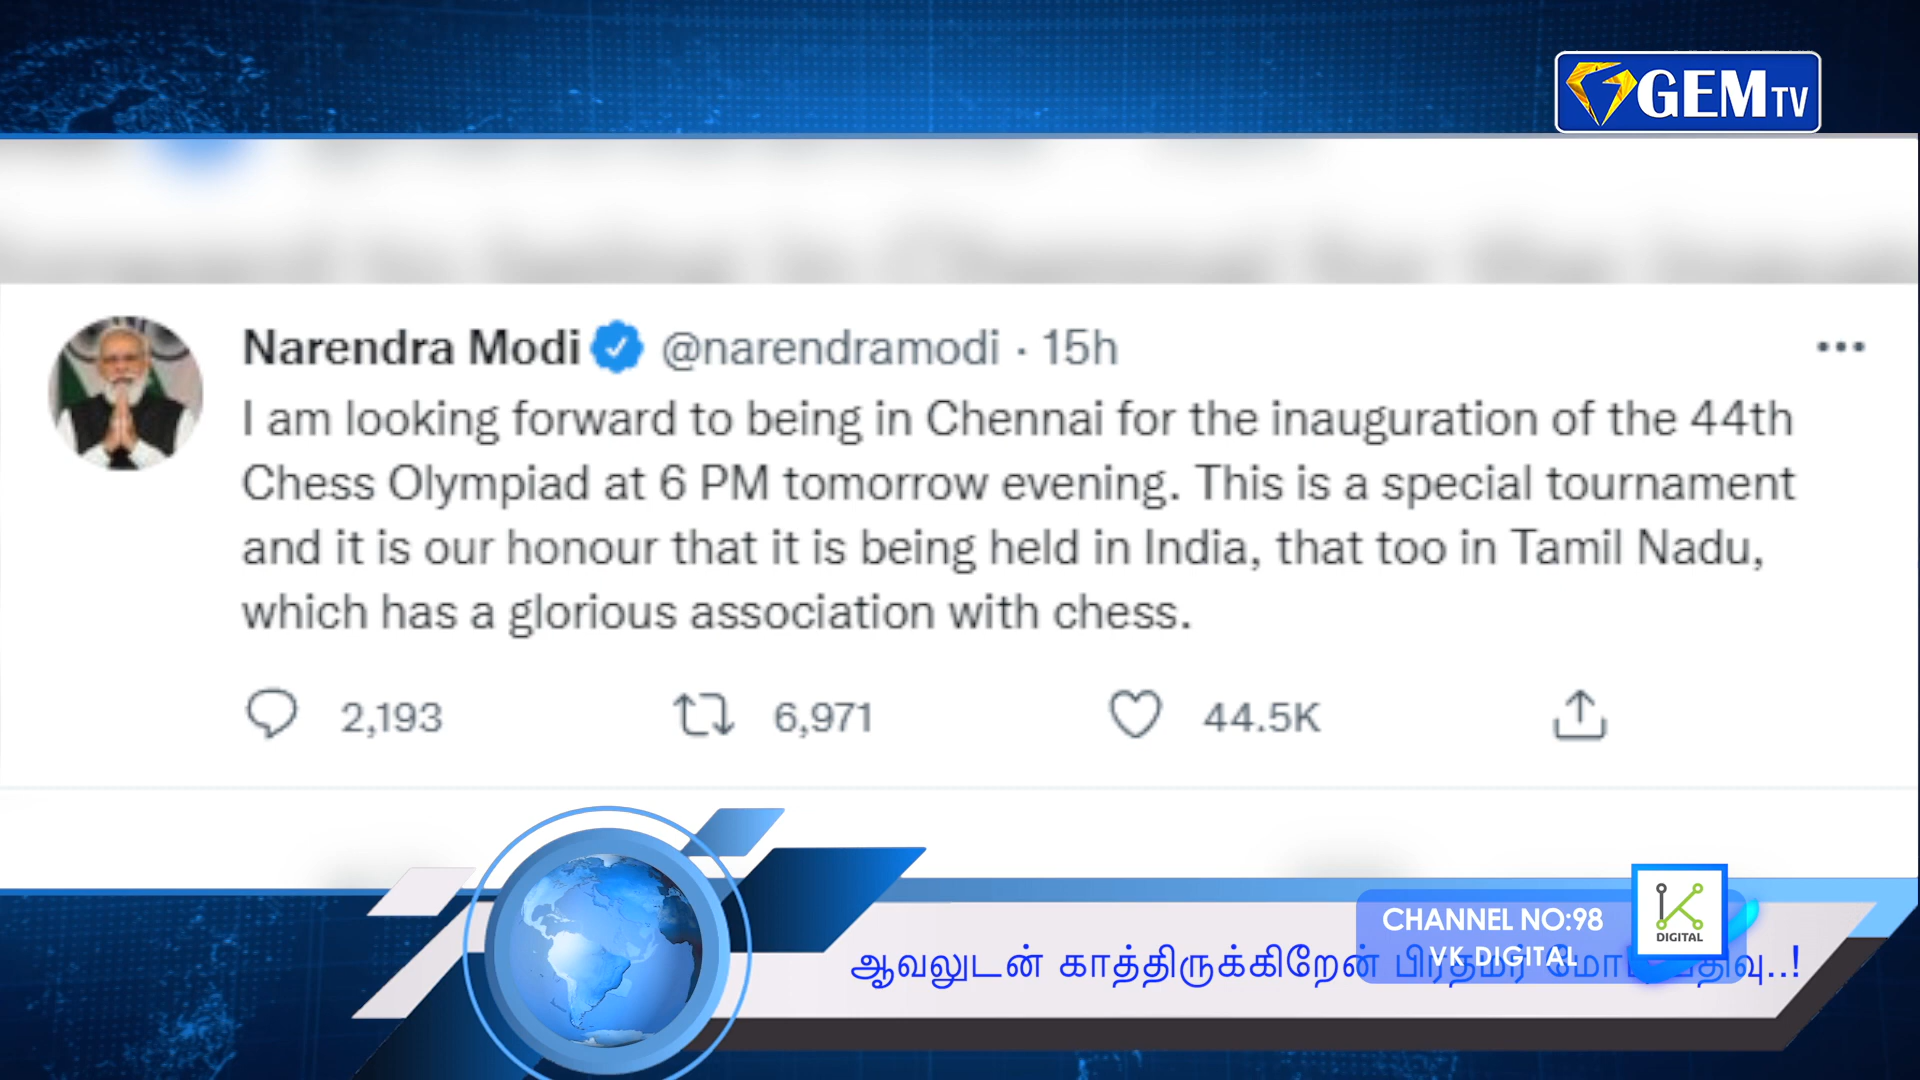 GEM TV
Narendra Modi @narendramodi · 15h
I am looking forward to being in Chennai for the inauguration of the 44th
Chess Olympiad at 6 PM tomorrow evening. This is a special tournament
and it is our honour that it is being held in India, that too in Tamil Nadu,
which has a glorious association with chess.
2,193 6,971 44.5K
CHANNEL NO:98
VK DIGITAL
DIGITAL
ஆவலுடன் காத்திருக்கிறேன் பிரதமர்